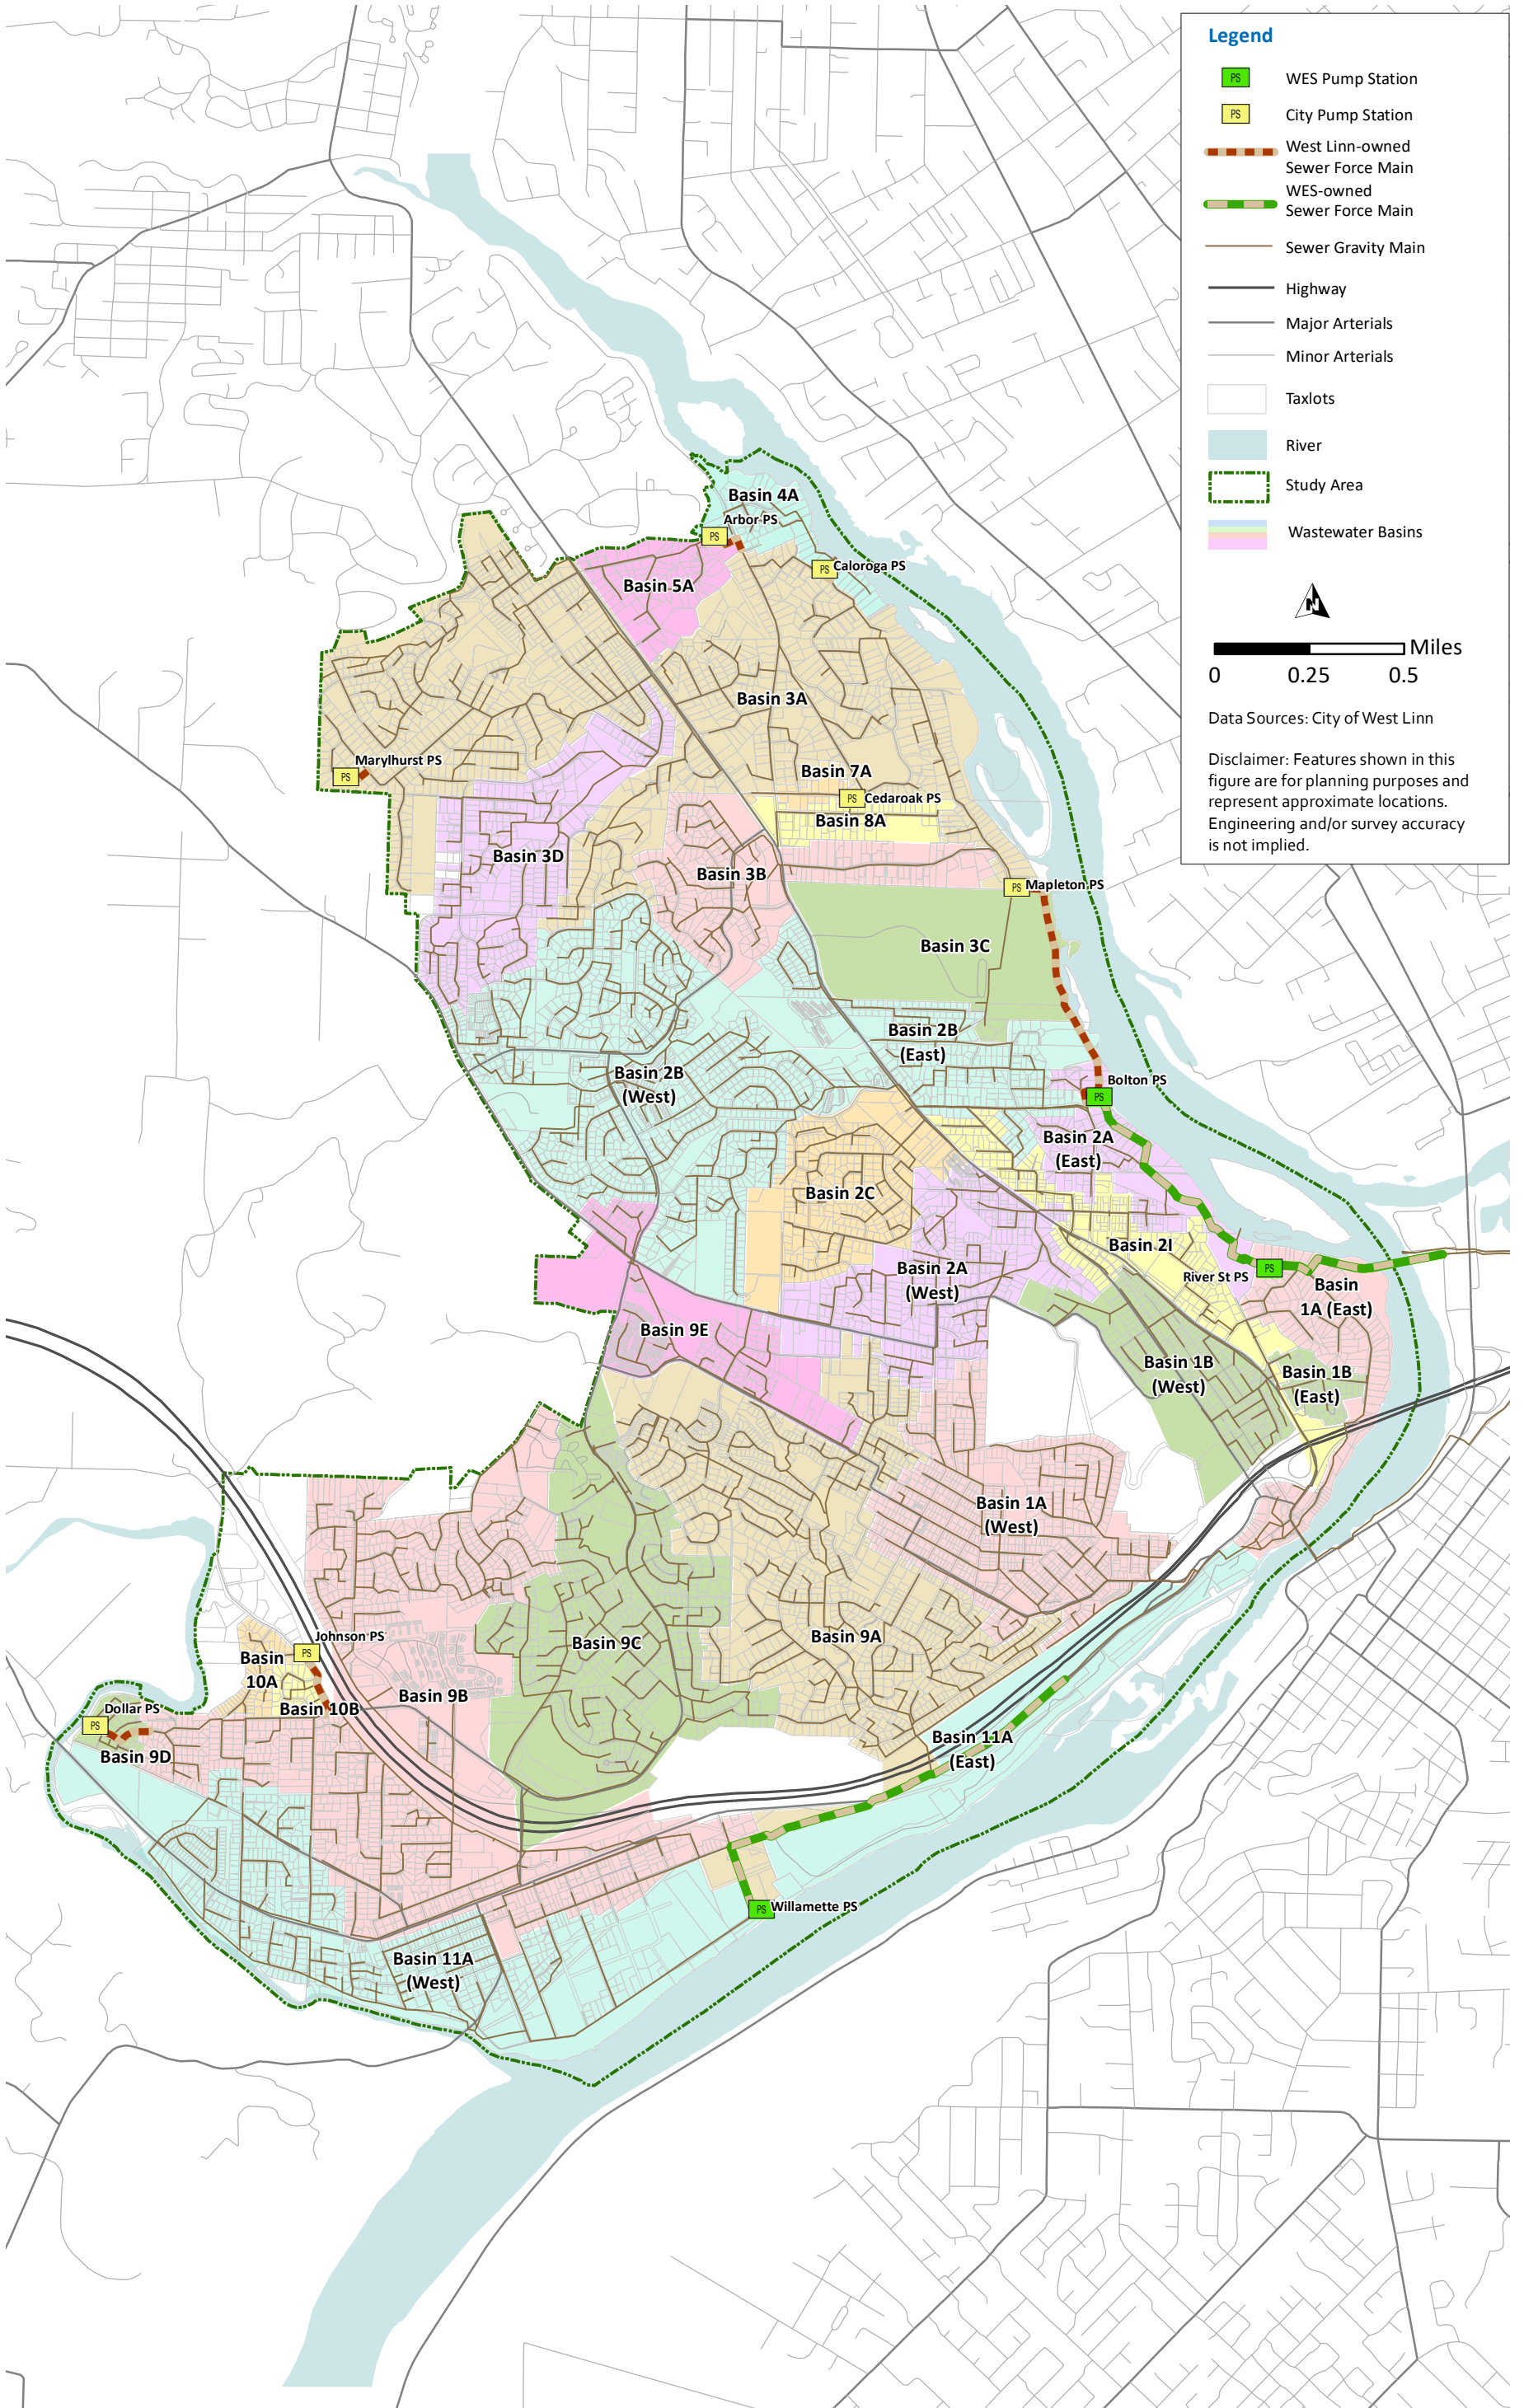 Legend
PS WES Pump Station
PS City Pump Station
West Linn-owned
Sewer Force Main
WES-owned
Sewer Force Main
Sewer Gravity Main
Highway
Major Arterials
Minor Arterials
Taxlots
River
Study Area
Wastewater Basins
N
Miles
0 0.25 0.5
Data Sources: City of West Linn
Disclaimer: Features shown in this
figure are for planning purposes and
represent approximate locations.
Engineering and/or survey accuracy
is not implied.
Basin 4A
Arbor PS
PS
PS Caloroga PS
Basin 5A
Basin 3A
Marylhurst PS
PS
Basin 7A
PS Cedaroak PS
Basin 8A
Basin 3D
Basin 3B
PS Mapleton PS
Basin 3C
Basin 2B
(East)
Basin 2B
(West)
Bolton PS
PS
Basin 2A
(East)
Basin 2C
Basin 2I
Basin 2A
(West)
River St PS
PS
Basin
1A (East)
Basin 9E
Basin 1B
(West)
Basin 1B
(East)
Basin 1A
(West)
Johnson PS
PS
Basin
10A
Basin 9C
Basin 9A
Basin 9B
Basin 10B
Dollar PS
PS
Basin 9D
Basin 11A
(East)
PS Willamette PS
Basin 11A
(West)